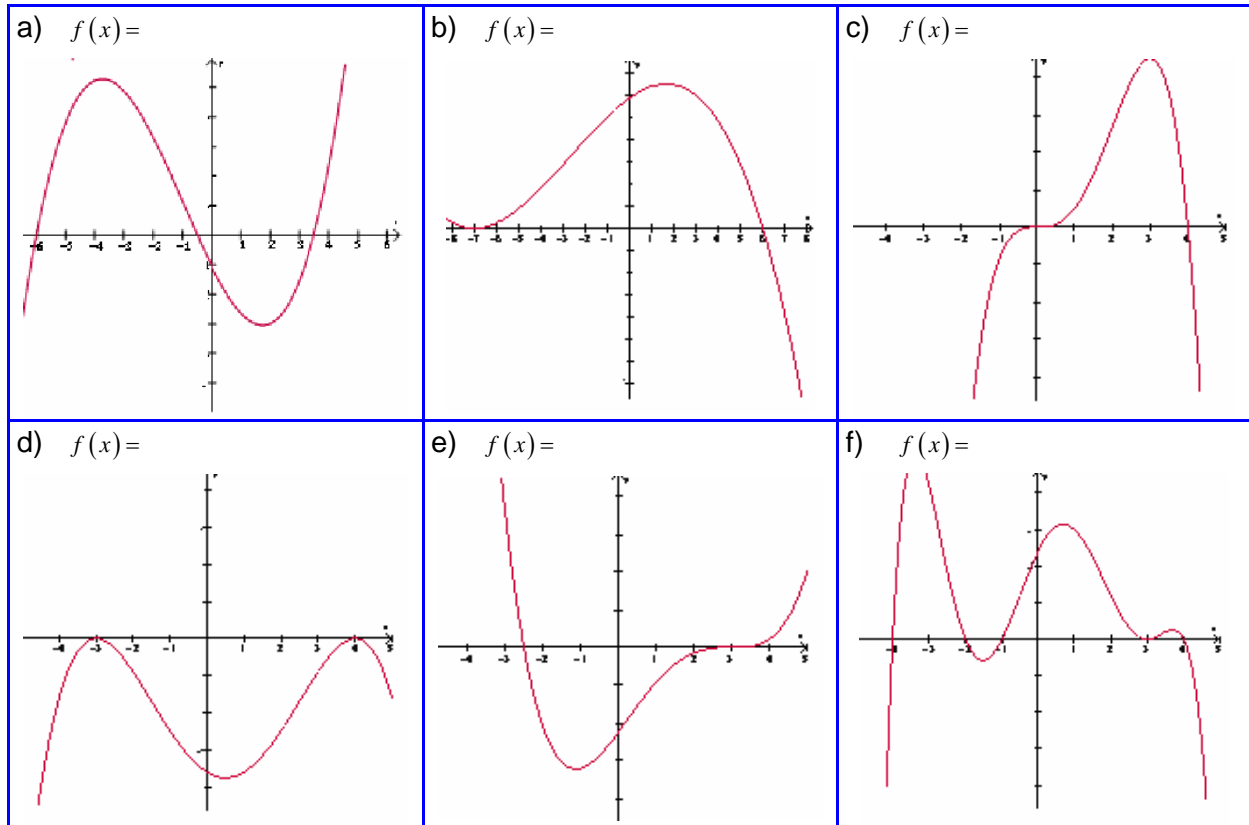 a) f(x)=
b) f(x)=
c) f(x)=
-6 -5 -4 -3 -2 -1 1 2 3 4 5 6
-8 -7 -6 -5 -4 -3 -2 -1 1 2 3 4 5 6 7 8
-4 -3 -2 -1 1 2 3 4 5
d) f(x)=
e) f(x)=
f) f(x)=
-4 -3 -2 -1 1 2 3 4 5
-4 -3 -2 -1 1 2 3 4 5
-4 -3 -2 -1 1 2 3 4 5